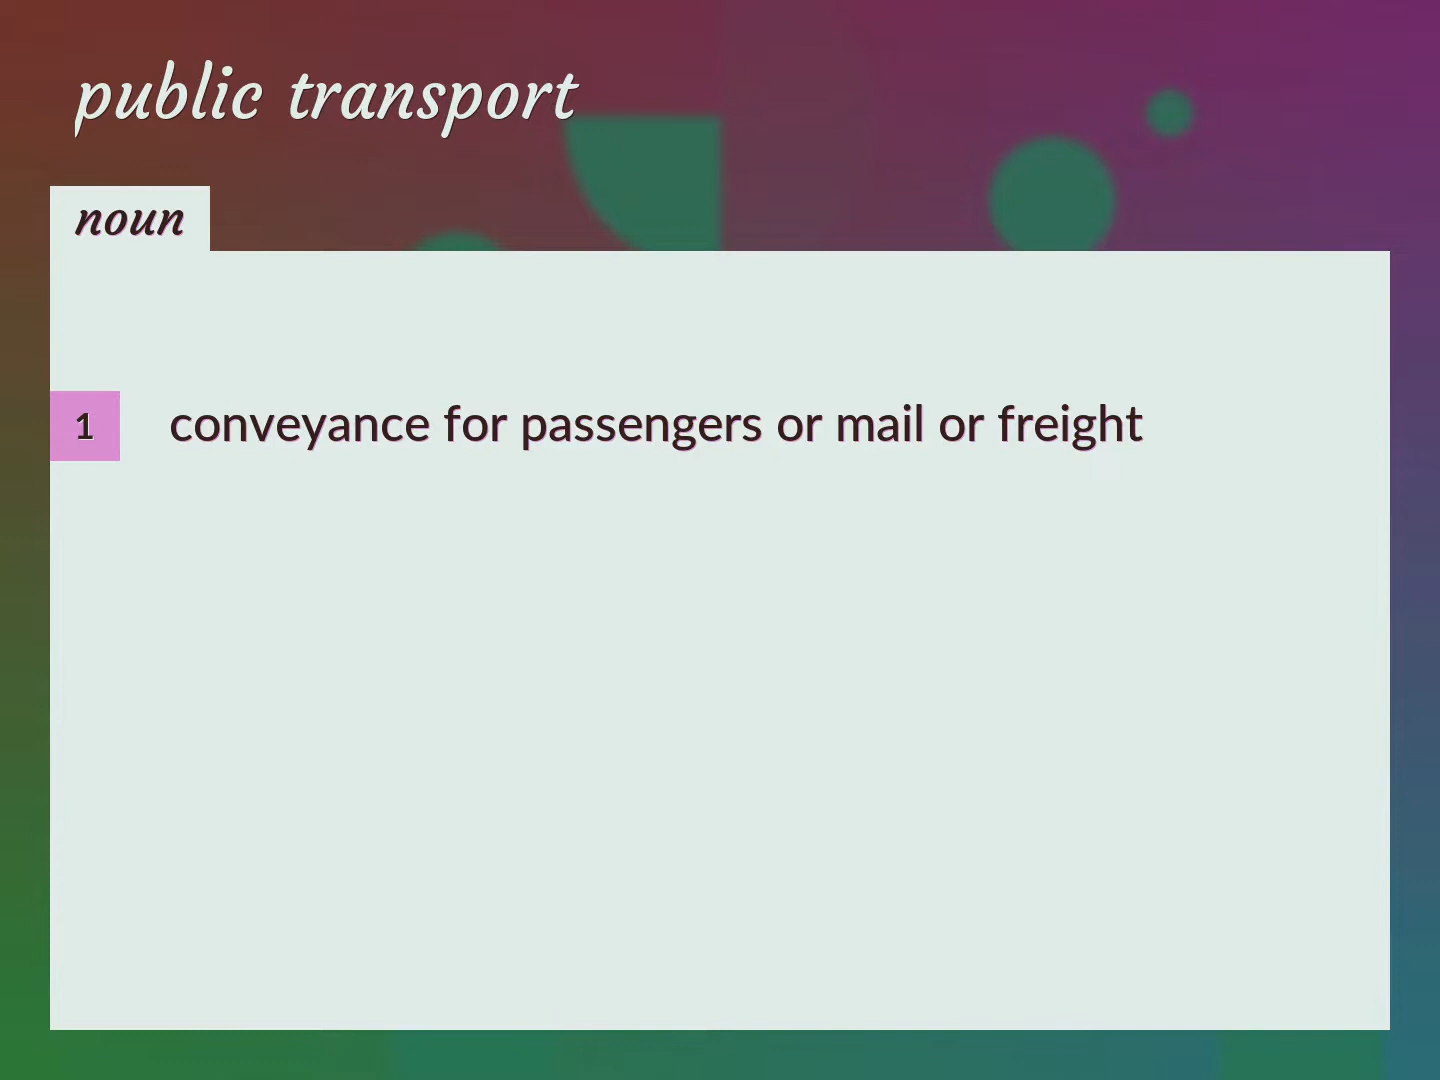 public transport
noun
1 conveyance for passengers or mail or freight